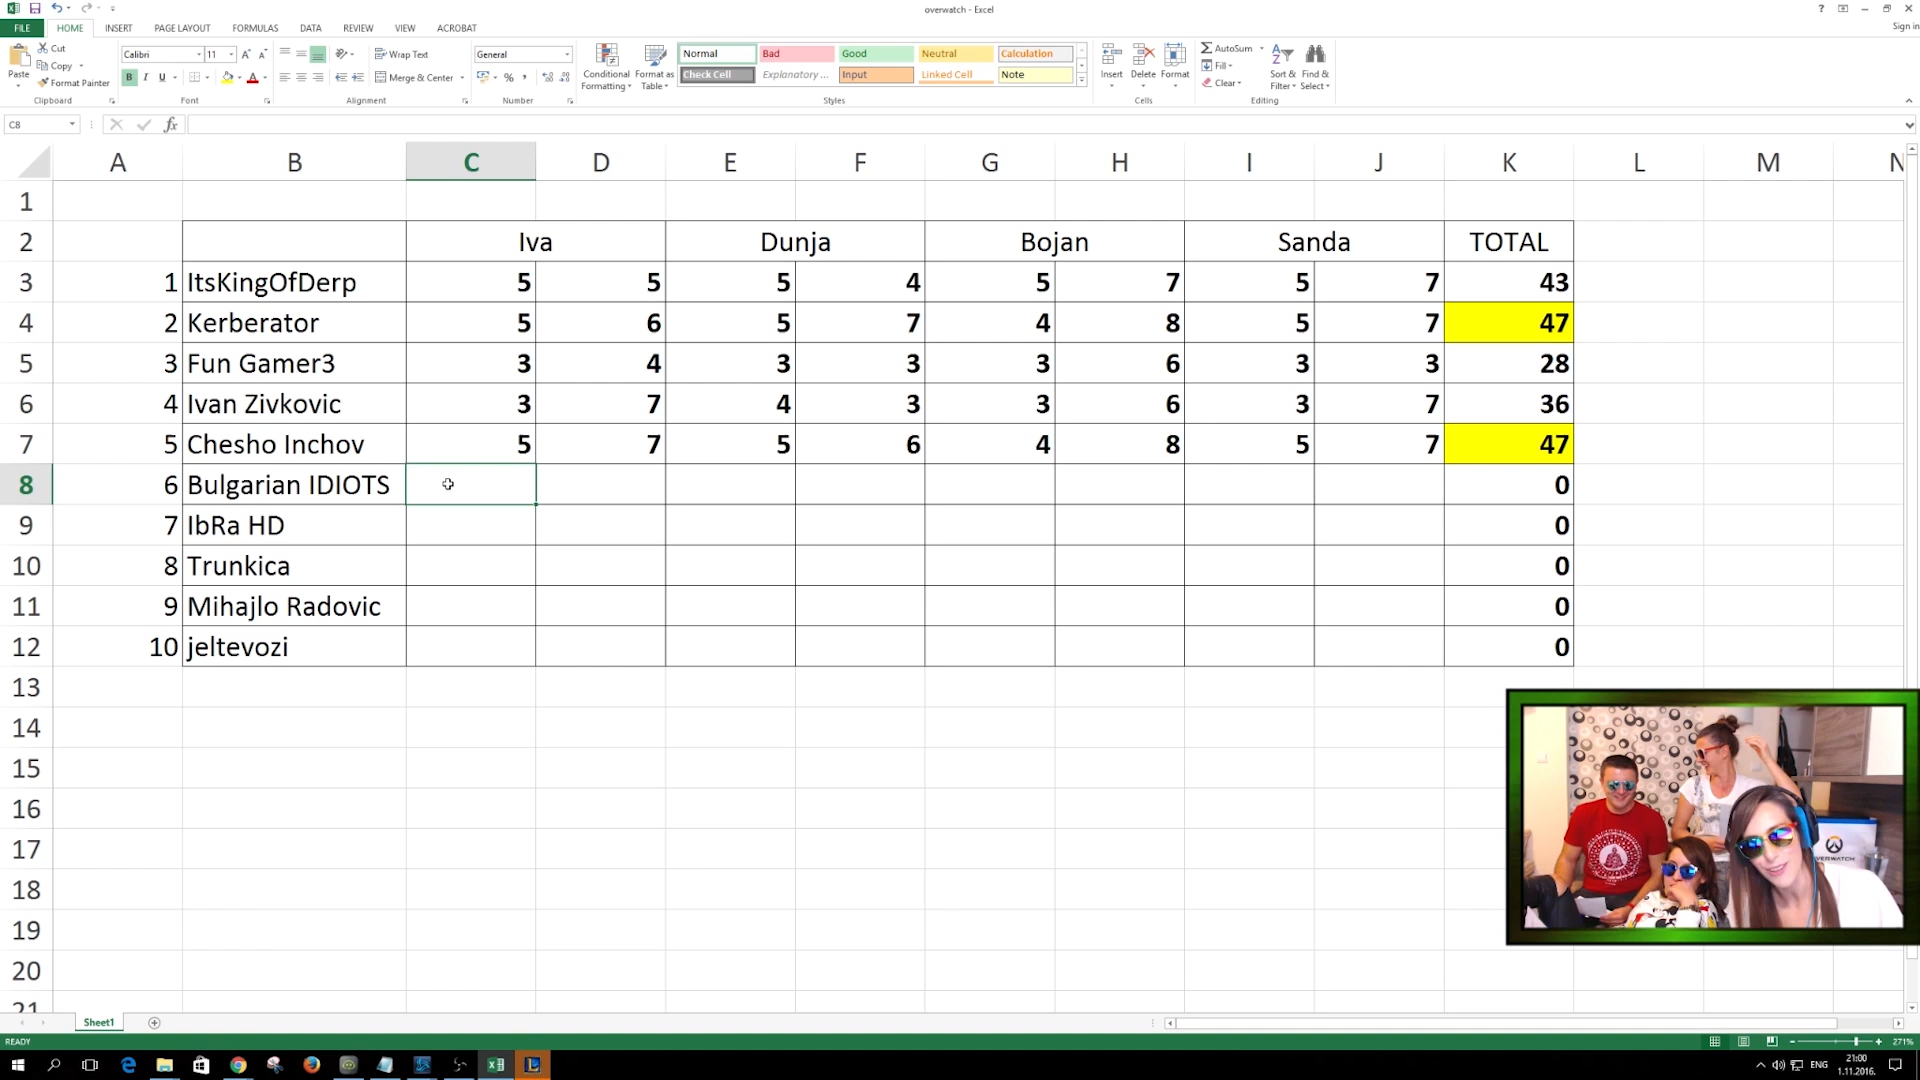 overwatch - Excel
Sign in
FILE HOME INSERT PAGE LAYOUT FORMULAS DATA REVIEW VIEW ACROBAT
Paste Cut Copy Format Painter
Clipboard
Calibri 11
B I U
Font
Wrap Text
Merge & Center
Alignment
General
% ,
Number
Conditional Formatting
Format as Table
Normal Bad Good Neutral Calculation
Check Cell Explanatory ... Input Linked Cell Note
Styles
Insert Delete Format
Cells
AutoSum
Fill
Clear
Sort & Filter
Find & Select
Editing
C8 fx
A B C D E F G H I J K L M N
1
2 Iva Dunja Bojan Sanda TOTAL
3 1 ItsKingOfDerp 5 5 5 4 5 7 5 7 43
4 2 Kerberator 5 6 5 7 4 8 5 7 47
5 3 Fun Gamer3 3 4 3 3 3 6 3 3 28
6 4 Ivan Zivkovic 3 7 4 3 3 6 3 7 36
7 5 Chesho Inchov 5 7 5 6 4 8 5 7 47
8 6 Bulgarian IDIOTS 0
9 7 IbRa HD 0
10 8 Trunkica 0
11 9 Mihajlo Radovic 0
12 10 jeltevozi 0
13
14
15
16
17
18
19
20
21
Sheet1
READY
271%
ENG
21:00
1.11.2016.